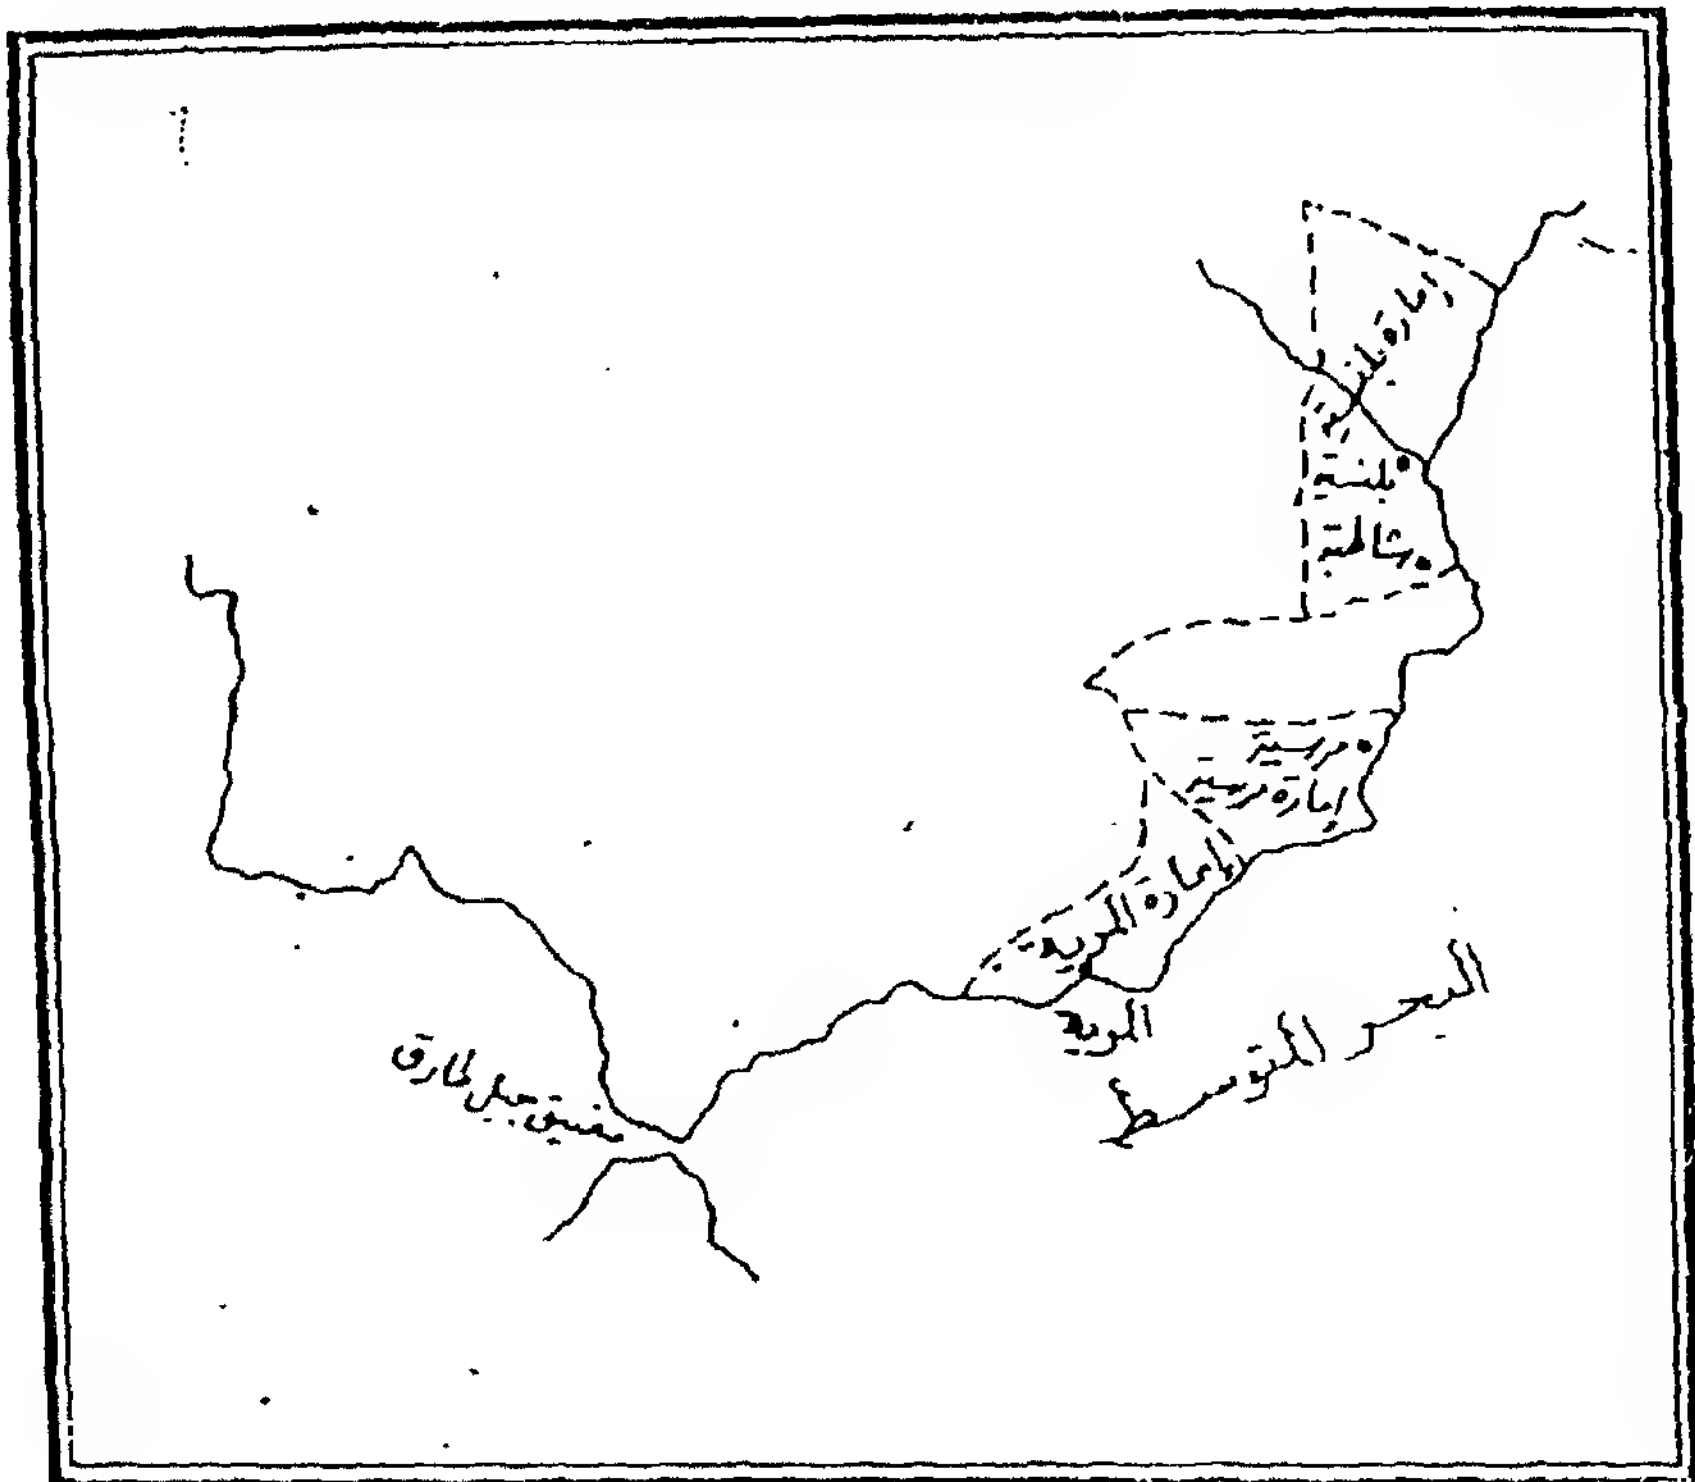 إمارة بلنسية
بلنسية
شاطبة
مرسية
إمارة مرسية
إمارة المرية
المرية
البحر المتوسط
مضيق جبل طارق